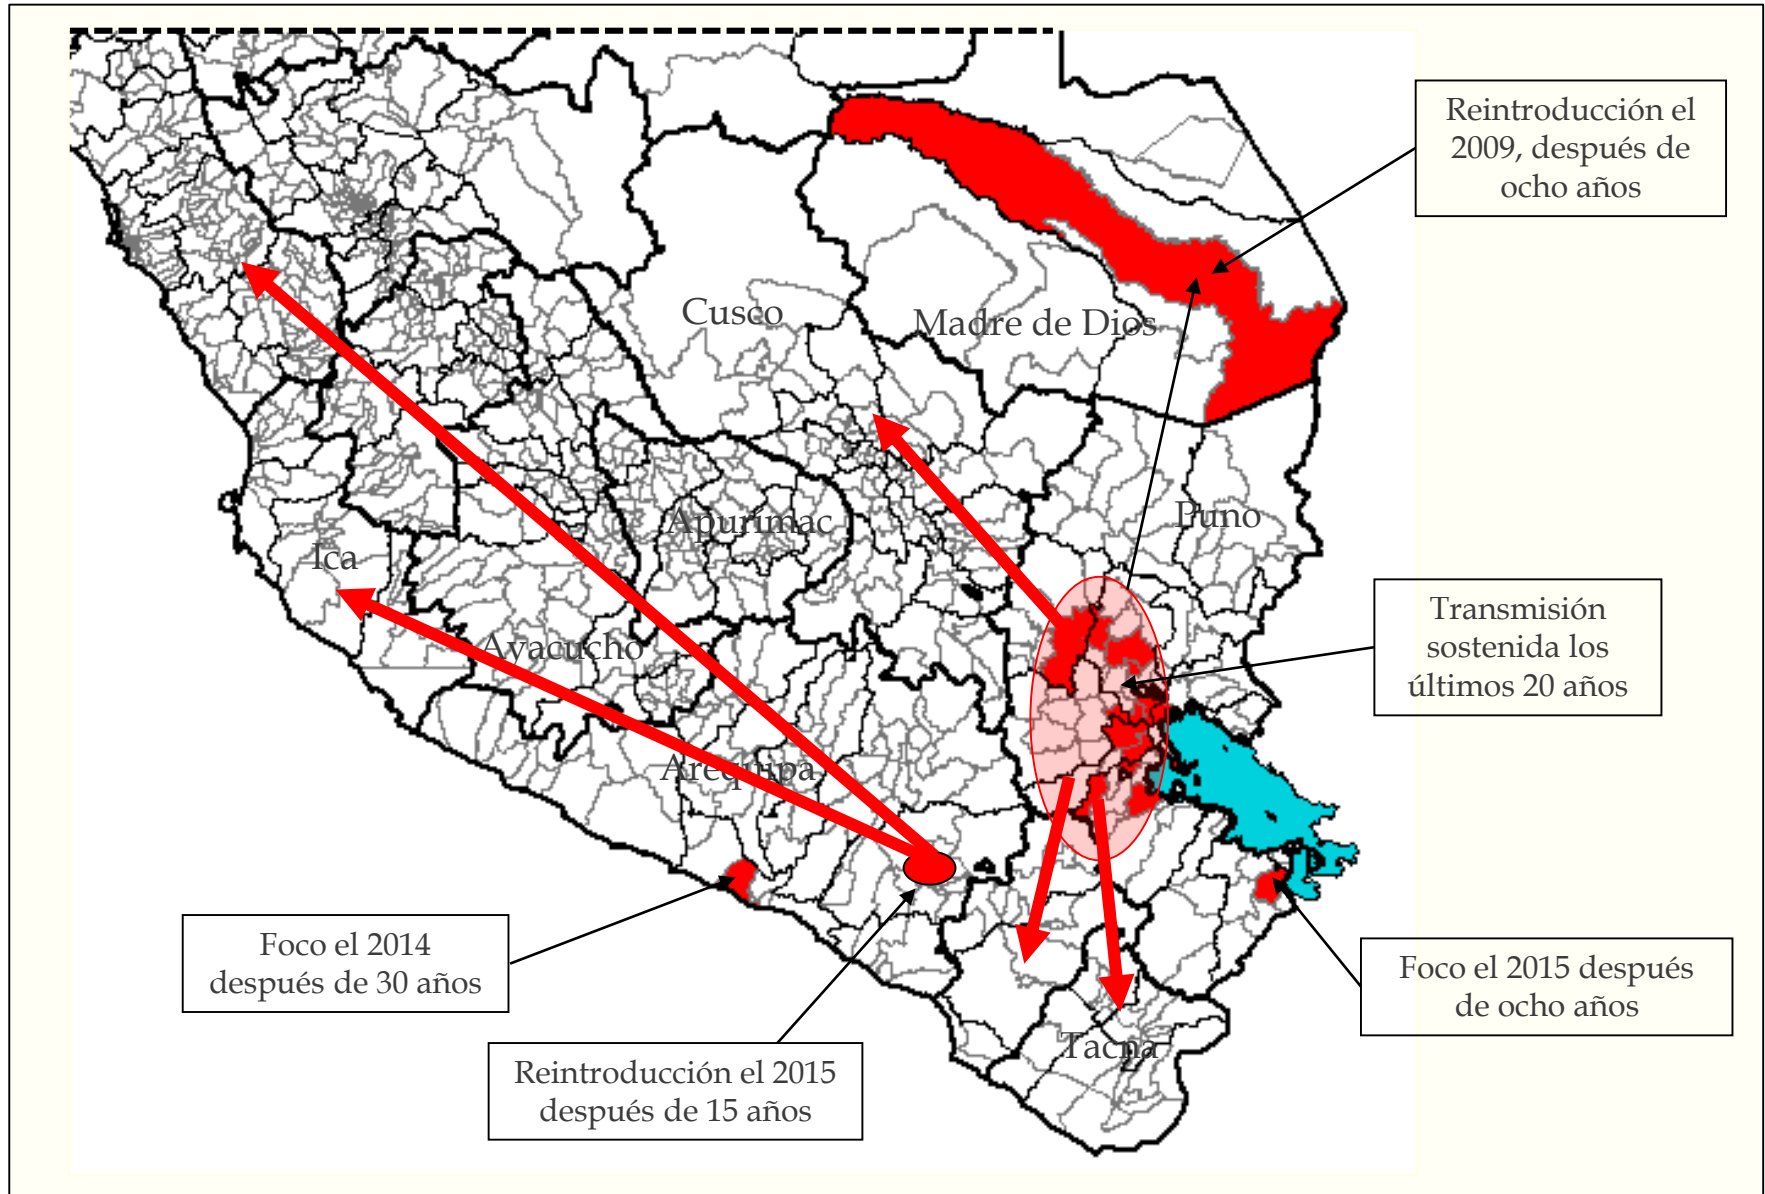 Reintroducción el
2009, después de
ocho años
Cusco
Madre de Dios
Apurímac
Puno
Ica
Transmisión
sostenida los
últimos 20 años
Ayacucho
Arequipa
Foco el 2014
después de 30 años
Foco el 2015 después
de ocho años
Tacna
Reintroducción el 2015
después de 15 años